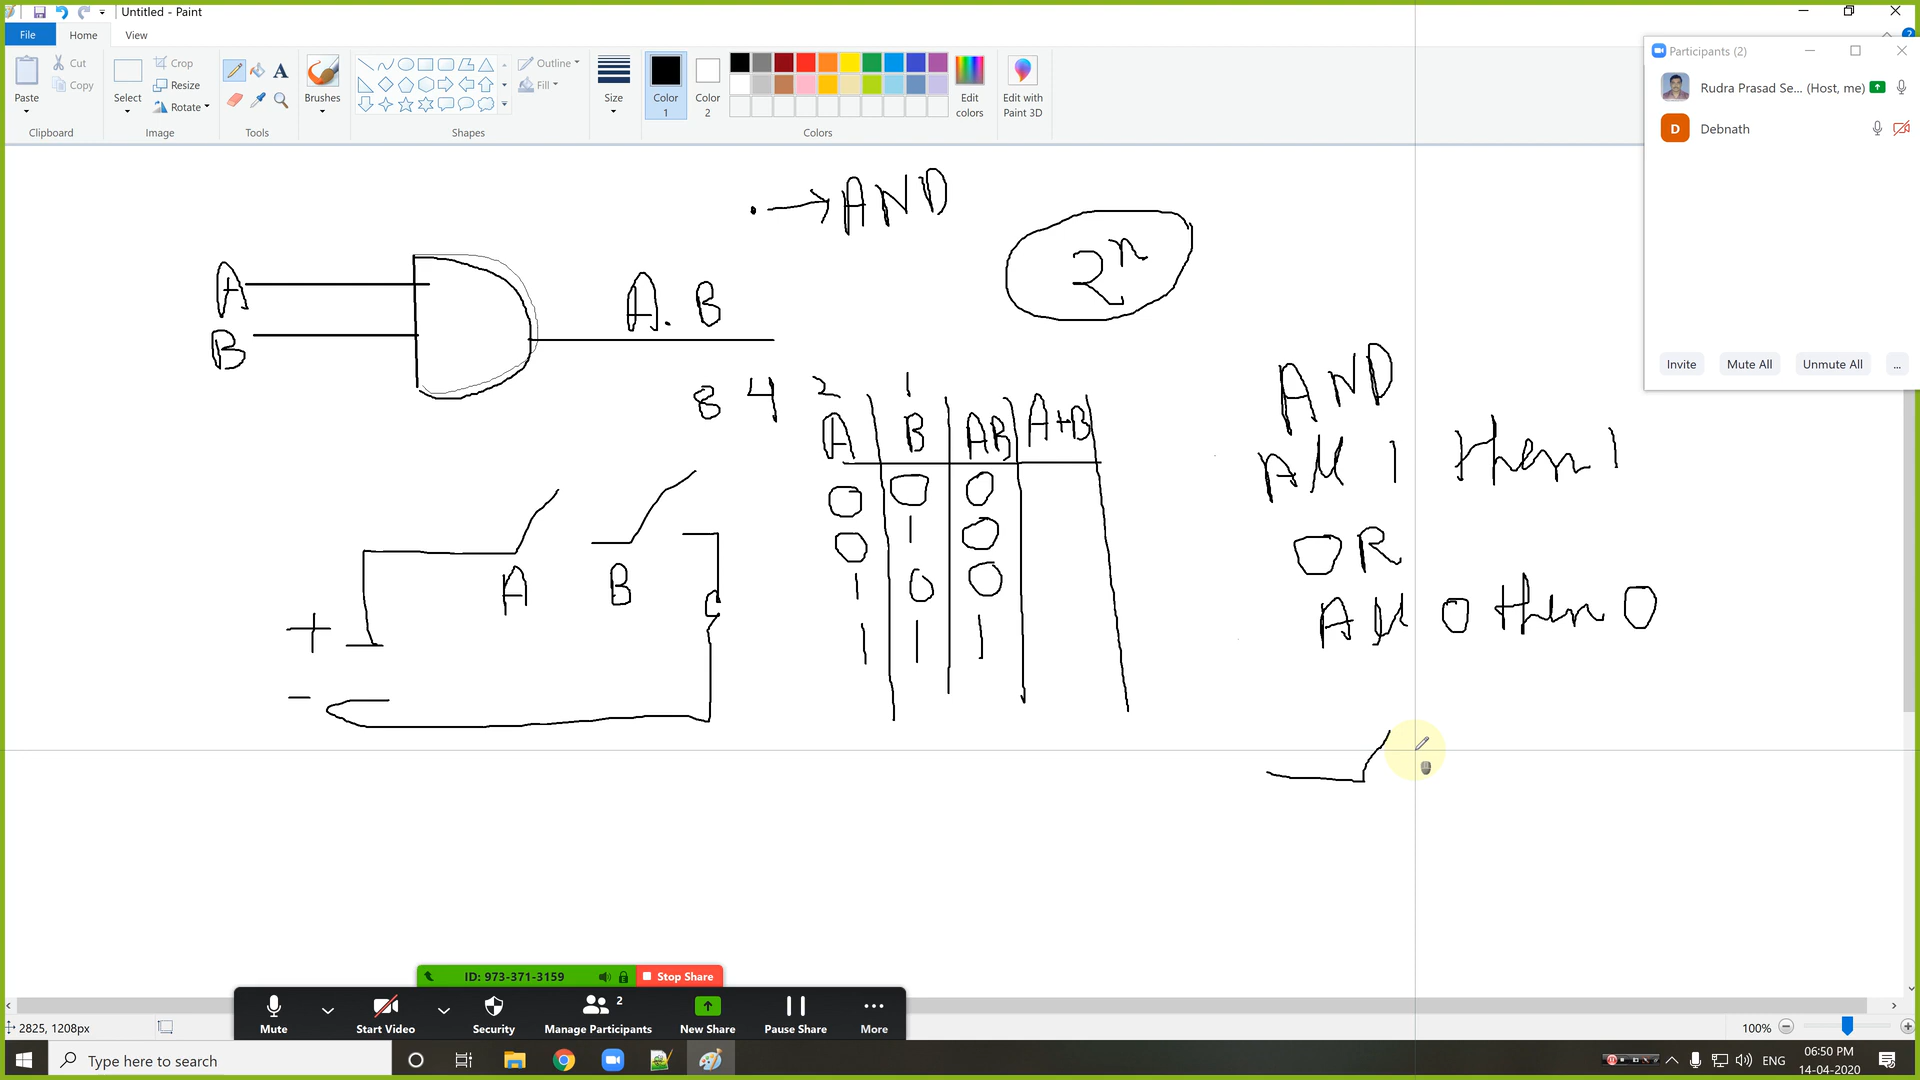 Untitled - Paint
File Home View
Paste Cut Copy Clipboard
Select Crop Resize Rotate Image
Tools
Brushes
Outline Fill Shapes
Size
Color 1 Color 2 Colors
Edit colors
Edit with Paint 3D
Participants (2)
Rudra Prasad Se... (Host, me)
D Debnath
Invite Mute All Unmute All ...
. → AND
2ⁿ
A
B
A.B
8 4 2 1
A B AB A+B
0 0 0
0 1 0
1 0 0
1 1 1
AND
All 1 then 1
OR
All 0 then 0
A B
+
-
ID: 973-371-3159 Stop Share
Mute Start Video Security Manage Participants 2 New Share Pause Share More
2825, 1208px
100%
Type here to search
ENG
06:50 PM
14-04-2020